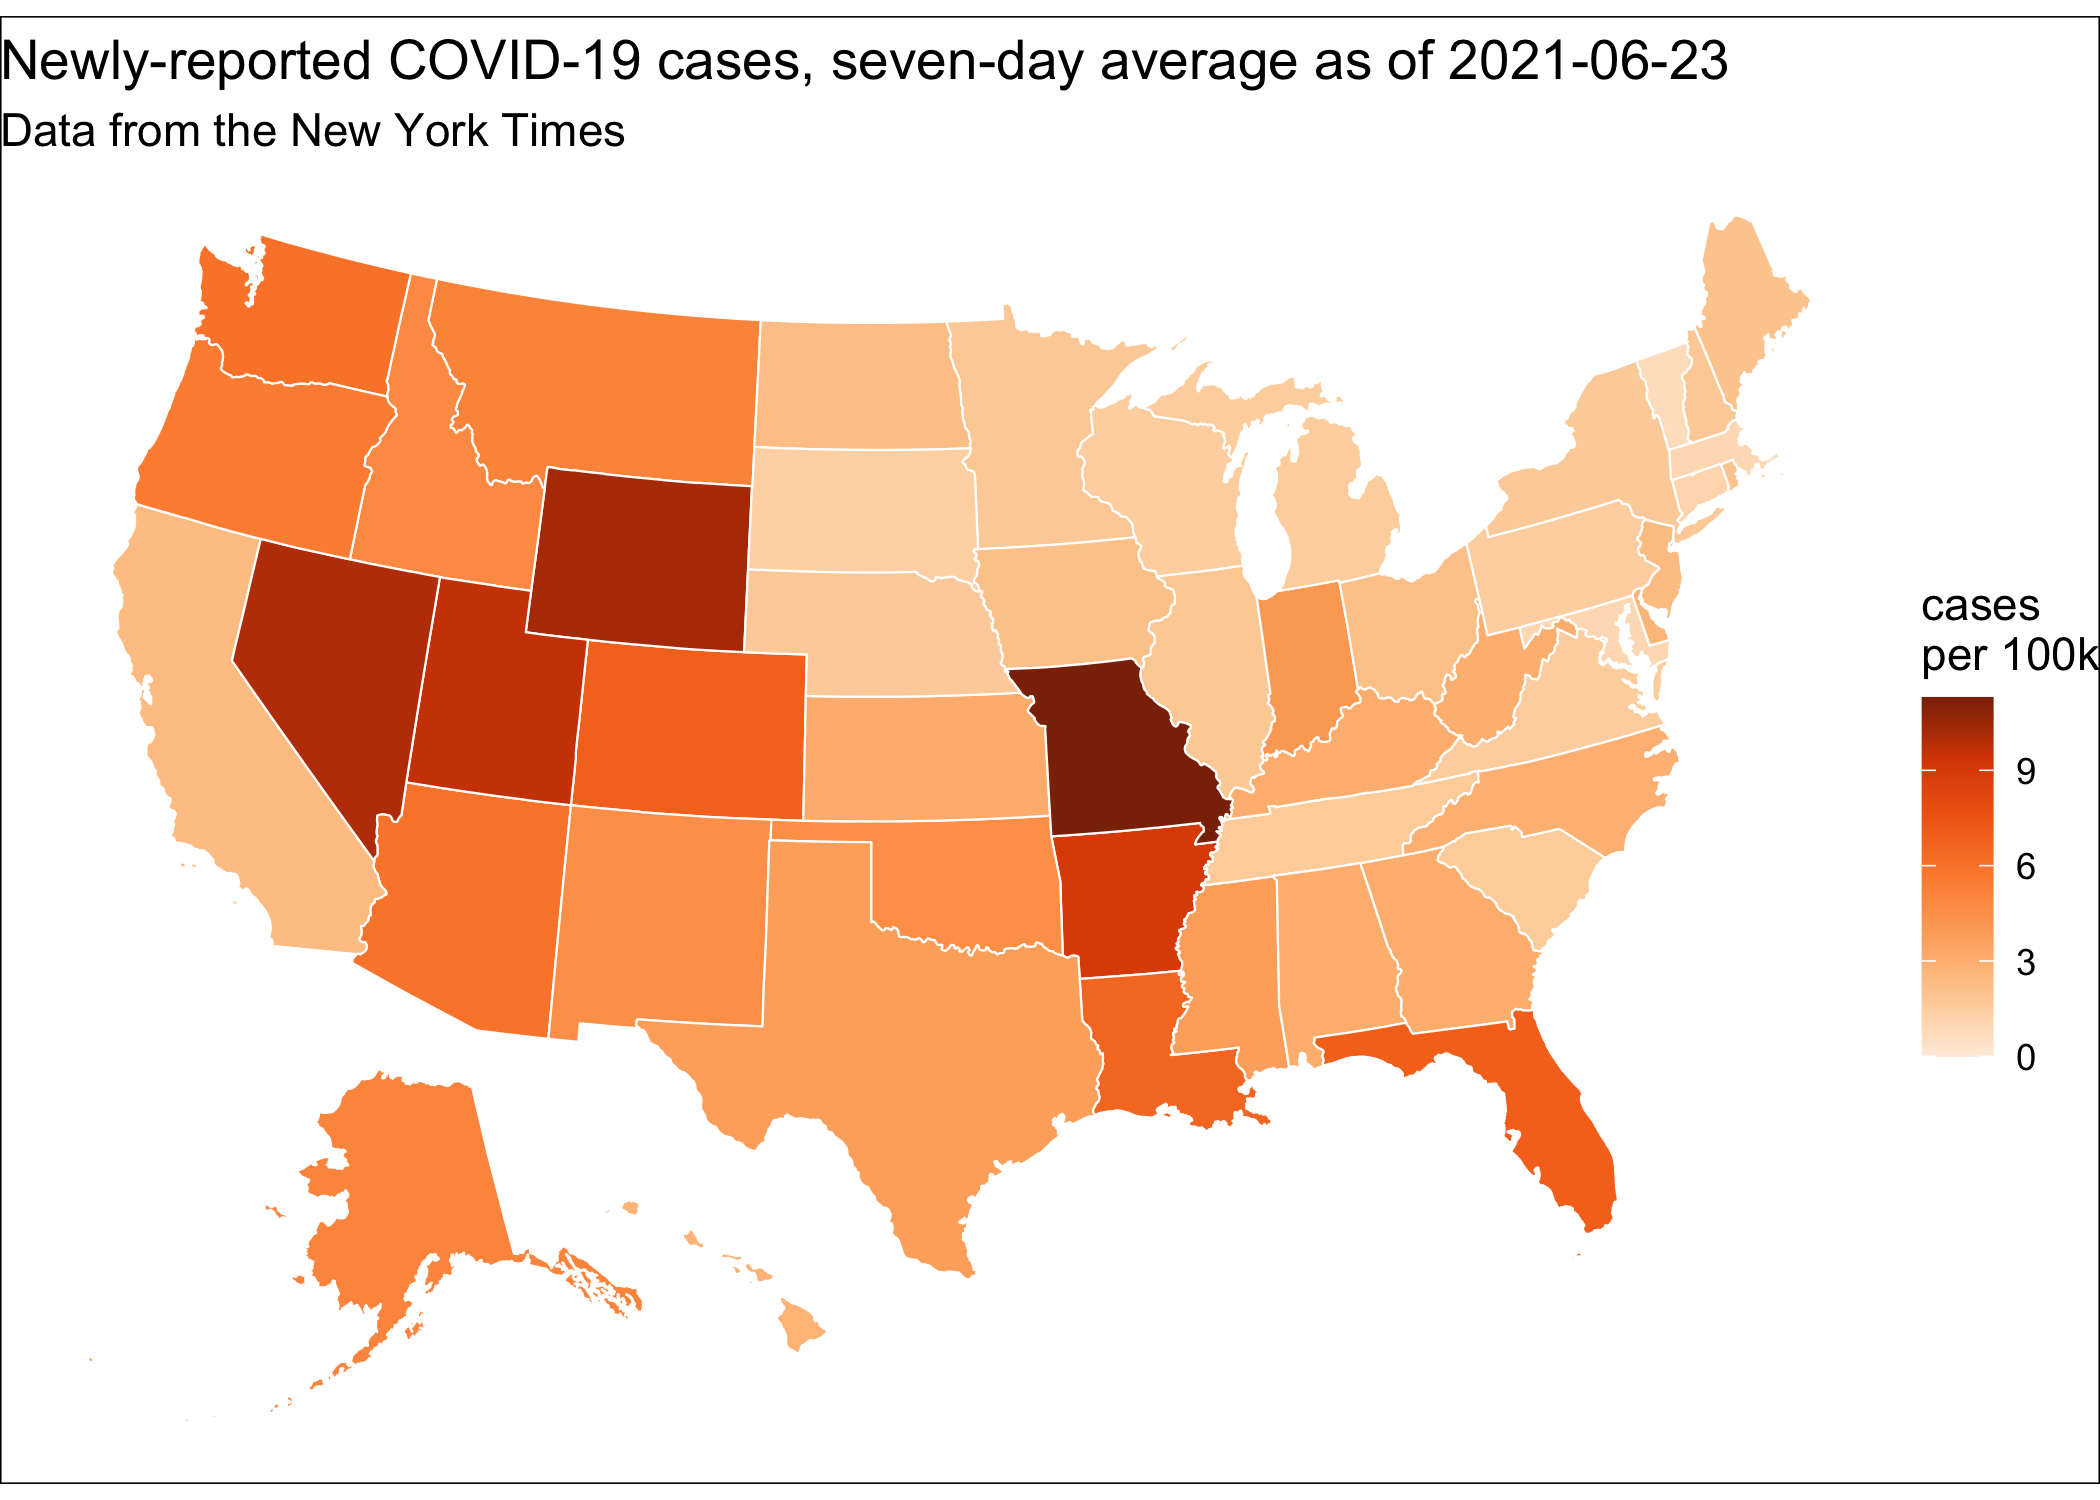 Newly-reported COVID-19 cases, seven-day average as of 2021-06-23
Data from the New York Times
cases
per 100k
9
6
3
0